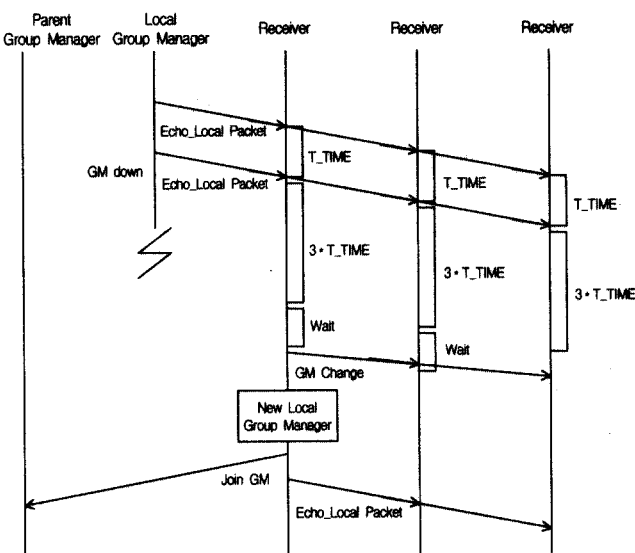 Parent
Group Manager
Local
Group Manager
Receiver
Receiver
Receiver
Echo_Local Packet
T_TIME
GM down
Echo_Local Packet
T_TIME
T_TIME
3 * T_TIME
3 * T_TIME
3 * T_TIME
Wait
Wait
GM Change
New Local
Group Manager
Join GM
Echo_Local Packet